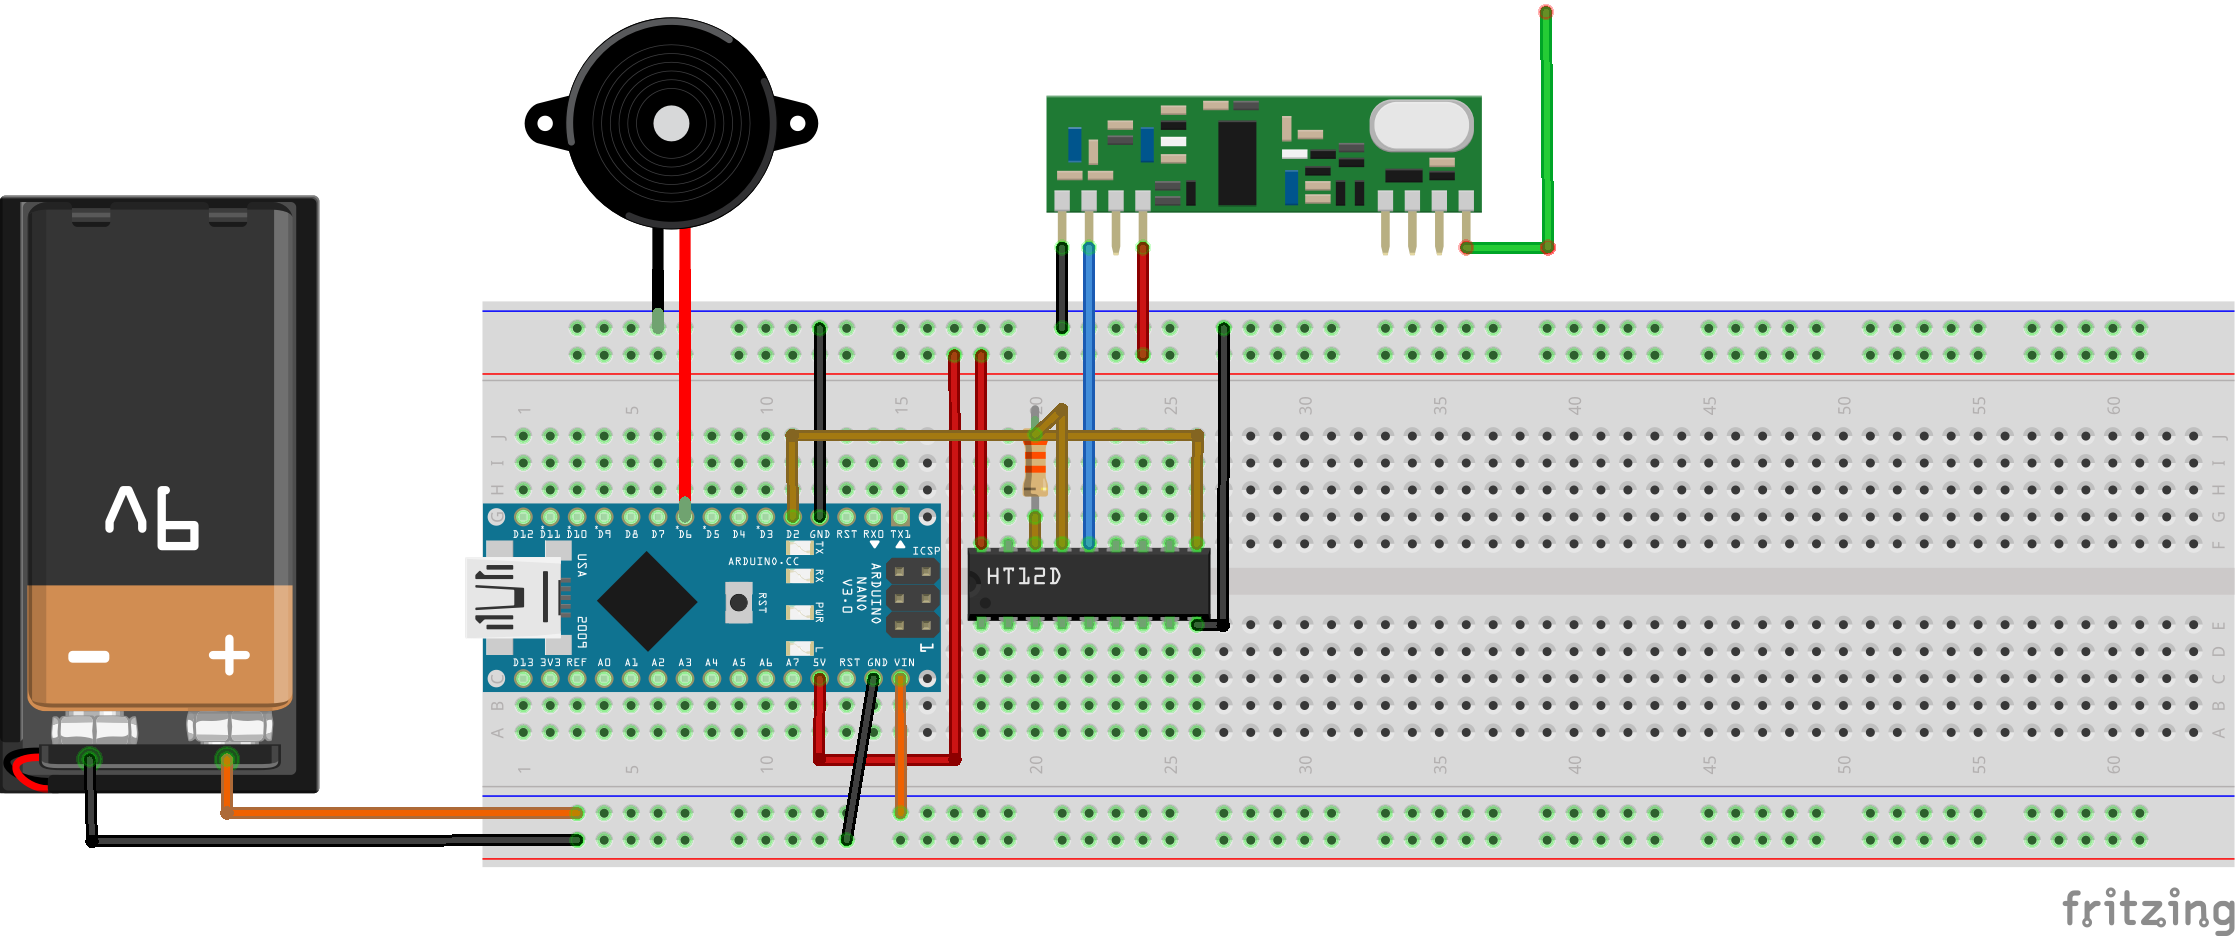 9V
- +
1 5 10 15 20 25 30 35 40 45 50 55 60
J J
I I
H H
G G
F F
D12 D11 D10 D9 D8 D7 D6 D5 D4 D3 D2 GND RST RX0 TX1
ARDUINO.CC
TX
RX
PWR
L
RST
ICSP
ARDUINO
NANO
V3.0
USA
2009
1
HT12D
D13 3V3 REF A0 A1 A2 A3 A4 A5 A6 A7 5V RST GND VIN
E E
D D
C C
B B
A A
1 5 10 15 20 25 30 35 40 45 50 55 60
fritzing